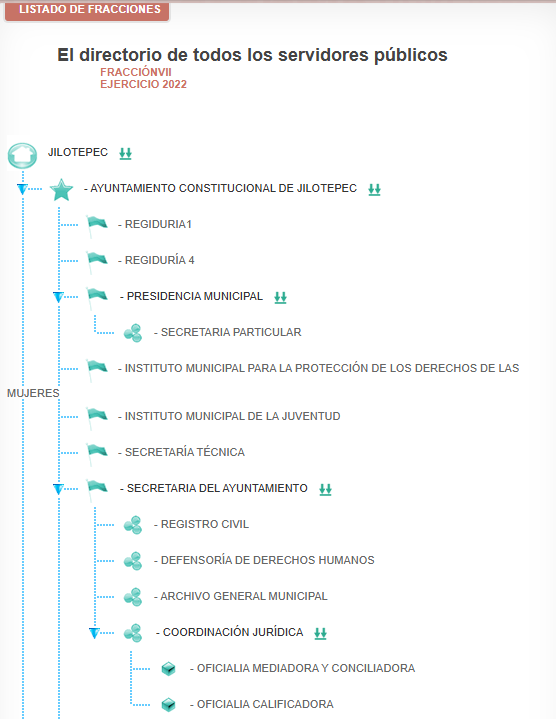 LISTADO DE FRACCIONES
El directorio de todos los servidores públicos
FRACCIÓNVII
EJERCICIO 2022
JILOTEPEC
- AYUNTAMIENTO CONSTITUCIONAL DE JILOTEPEC
- REGIDURIA1
- REGIDURÍA 4
- PRESIDENCIA MUNICIPAL
- SECRETARIA PARTICULAR
- INSTITUTO MUNICIPAL PARA LA PROTECCIÓN DE LOS DERECHOS DE LAS
MUJERES
- INSTITUTO MUNICIPAL DE LA JUVENTUD
- SECRETARÍA TÉCNICA
- SECRETARIA DEL AYUNTAMIENTO
- REGISTRO CIVIL
- DEFENSORÍA DE DERECHOS HUMANOS
- ARCHIVO GENERAL MUNICIPAL
- COORDINACIÓN JURÍDICA
- OFICIALIA MEDIADORA Y CONCILIADORA
- OFICIALIA CALIFICADORA